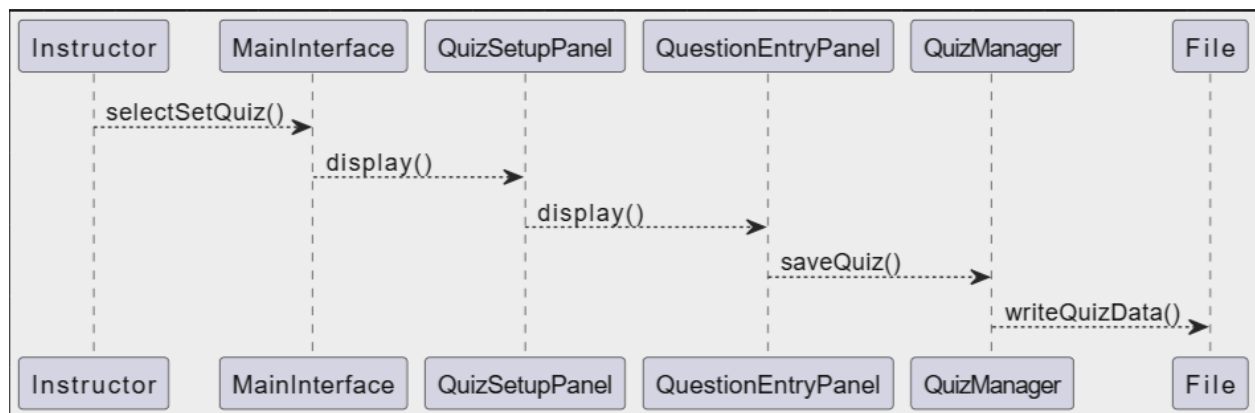 Instructor MainInterface QuizSetupPanel QuestionEntryPanel QuizManager File
selectSetQuiz()
display()
display()
saveQuiz()
writeQuizData()
Instructor MainInterface QuizSetupPanel QuestionEntryPanel QuizManager File